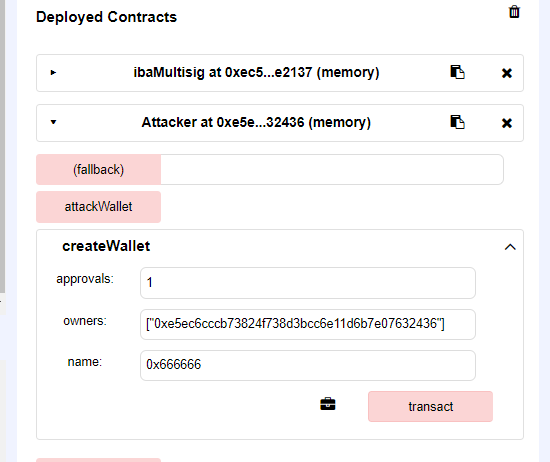 Deployed Contracts
ibaMultisig at 0xec5...e2137 (memory)
Attacker at 0xe5e...32436 (memory)
(fallback)
attackWallet
createWallet
approvals: 1
owners: ["0xe5ec6cccb73824f738d3bcc6e11d6b7e07632436"]
name: 0x666666
transact